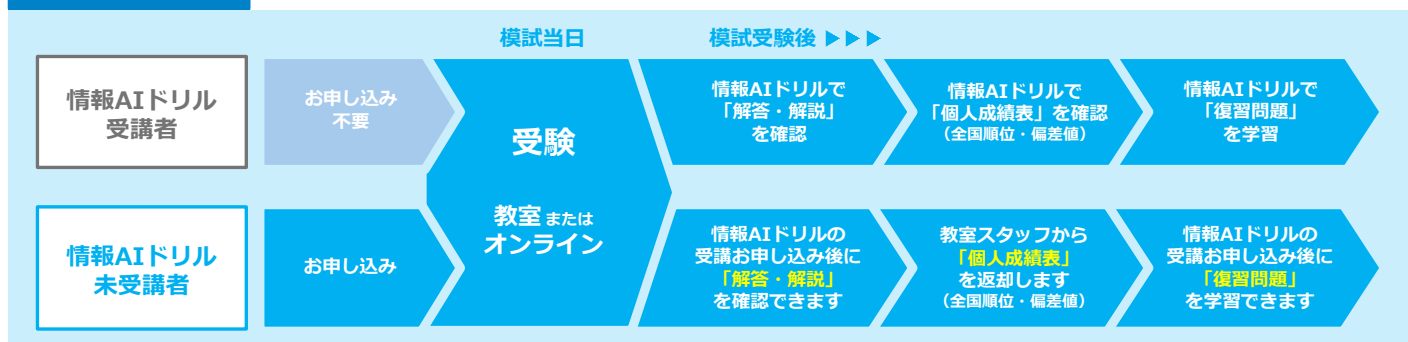 模試当日
模試受験後 ▶▶▶
情報AIドリル
受講者
お申し込み
不要
受験
教室 または
オンライン
情報AIドリルで
「解答・解説」
を確認
情報AIドリルで
「個人成績表」を確認
（全国順位・偏差値）
情報AIドリルで
「復習問題」
を学習
情報AIドリル
未受講者
お申し込み
情報AIドリルの
受講お申し込み後に
「解答・解説」
を確認できます
教室スタッフから
「個人成績表」
を返却します
（全国順位・偏差値）
情報AIドリルの
受講お申し込み後に
「復習問題」
を学習できます